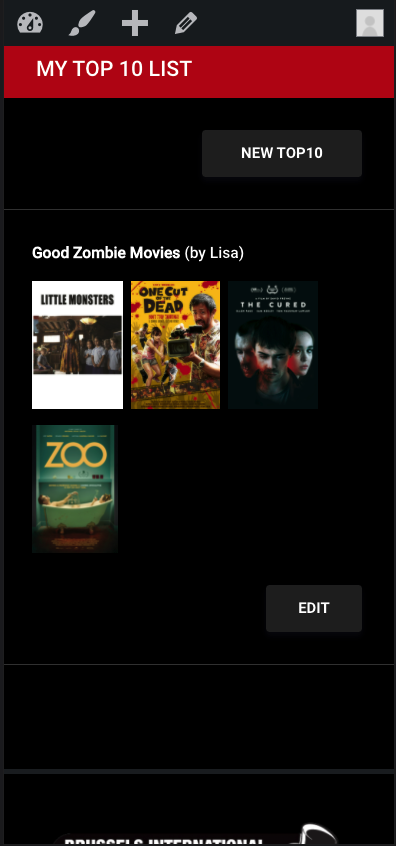 MY TOP 10 LIST
NEW TOP10
Good Zombie Movies (by Lisa)
LITTLE MONSTERS
ONE CUT
OF THE
DEAD
THE CURED
ZOO
EDIT
BRUSSELS INTERNATIONAL